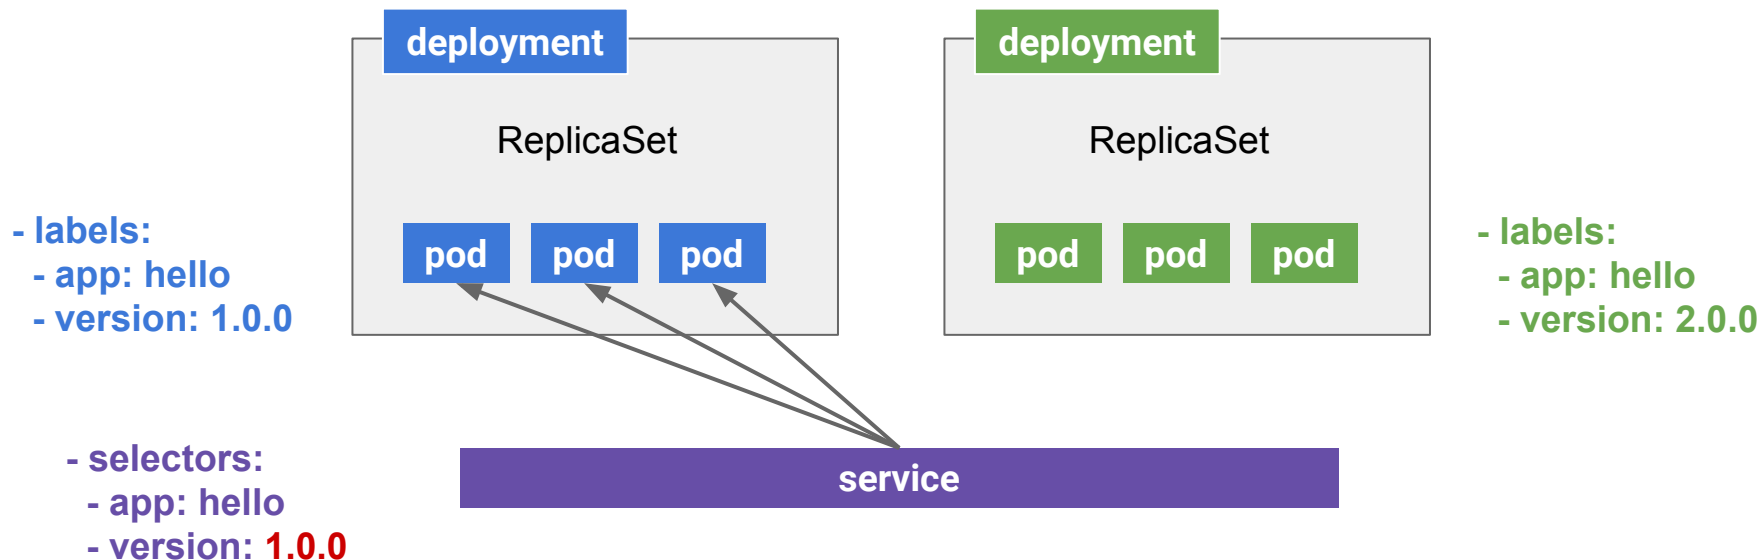 deployment
deployment
ReplicaSet
ReplicaSet
- labels:
- app: hello
- version: 1.0.0
pod
pod
pod
pod
pod
pod
- labels:
- app: hello
- version: 2.0.0
- selectors:
- app: hello
- version: 1.0.0
service